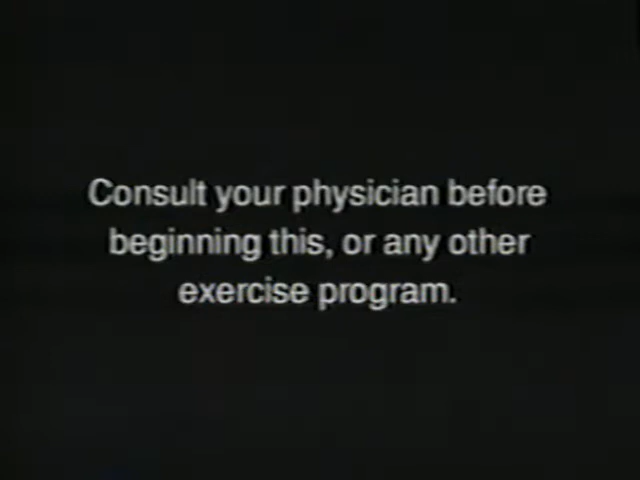 Consult your physician before
beginning this, or any other
exercise program.